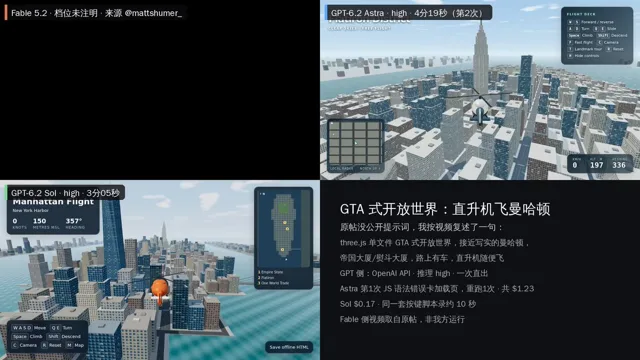 Fable 5.2 · 档位未注明 · 来源 @mattshumer_
GPT-6.2 Astra · high · 4分19秒（第2次）
FLIGHT DECK
W S Forward / reverse
A D Turn Q E Slide
Space Climb Shift Descend
F Fast flight C Camera
T Landmark tour R Reset
H Hide controls
0 197 336
GPT-6.2 Sol · high · 3分05秒
Manhattan Flight
New York Harbor
0 150 357°
KNOTS METRES MSL HEADING
1 Empire State
2 Flatiron
3 One World Trade
W A S D Move Q E Turn
Space Climb Shift Descend
C Camera R Reset M Map
Save offline HTML
GTA 式开放世界：直升机飞曼哈顿
原帖没公开提示词，我按视频复述了一句：
three.js 单文件 GTA 式开放世界，接近写实的曼哈顿，
帝国大厦/熨斗大厦，路上有车，直升机随便飞
GPT 侧：OpenAI API · 推理 high · 一次直出
Astra 第1次 JS 语法错误卡加载页，重跑1次 · 共 $1.23
Sol $0.17 · 同一套按键脚本录约 10 秒
Fable 侧视频取自原帖，非我方运行